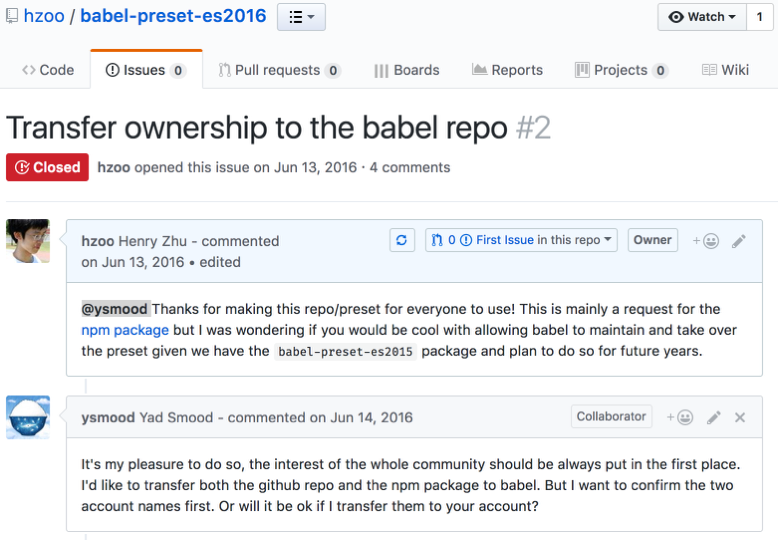 hzoo / babel-preset-es2016 Watch 1
Code Issues 0 Pull requests 0 Boards Reports Projects 0 Wiki
Transfer ownership to the babel repo #2
Closed hzoo opened this issue on Jun 13, 2016 · 4 comments
hzoo Henry Zhu - commented
on Jun 13, 2016 • edited
0 First Issue in this repo Owner
@ysmood Thanks for making this repo/preset for everyone to use! This is mainly a request for the
npm package but I was wondering if you would be cool with allowing babel to maintain and take over
the preset given we have the babel-preset-es2015 package and plan to do so for future years.
ysmood Yad Smood - commented on Jun 14, 2016 Collaborator
It's my pleasure to do so, the interest of the whole community should be always put in the first place.
I'd like to transfer both the github repo and the npm package to babel. But I want to confirm the two
account names first. Or will it be ok if I transfer them to your account?